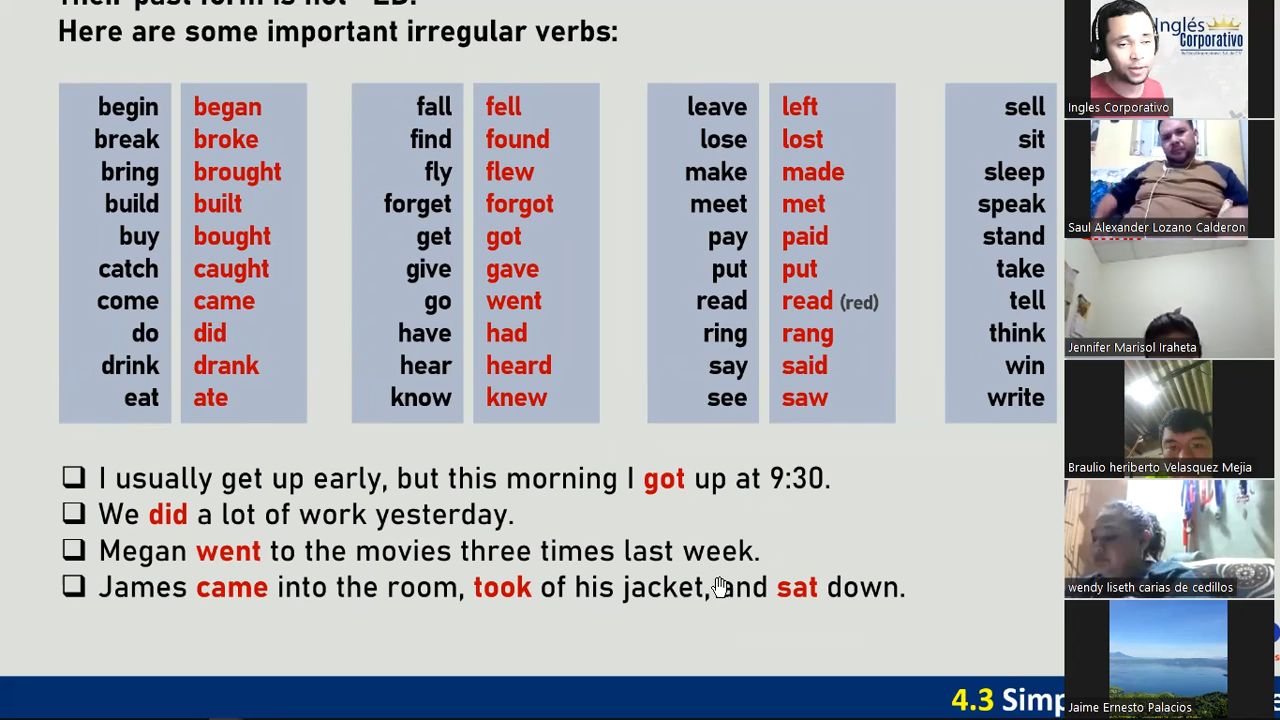 Their past form is not -ED.
Here are some important irregular verbs:
begin began fall fell leave left sell
break broke find found lose lost sit
bring brought fly flew make made sleep
build built forget forgot meet met speak
buy bought get got pay paid stand
catch caught give gave put put take
come came go went read read (red) tell
do did have had ring rang think
drink drank hear heard say said win
eat ate know knew see saw write
I usually get up early, but this morning I got up at 9:30.
We did a lot of work yesterday.
Megan went to the movies three times last week.
James came into the room, took of his jacket, and sat down.
4.3 Simp
Inglés
Corporativo
Ingles Corporativo
Saul Alexander Lozano Calderon
Jennifer Marisol Iraheta
Braulio heriberto Velasquez Mejia
wendy liseth carias de cedillos
Jaime Ernesto Palacios